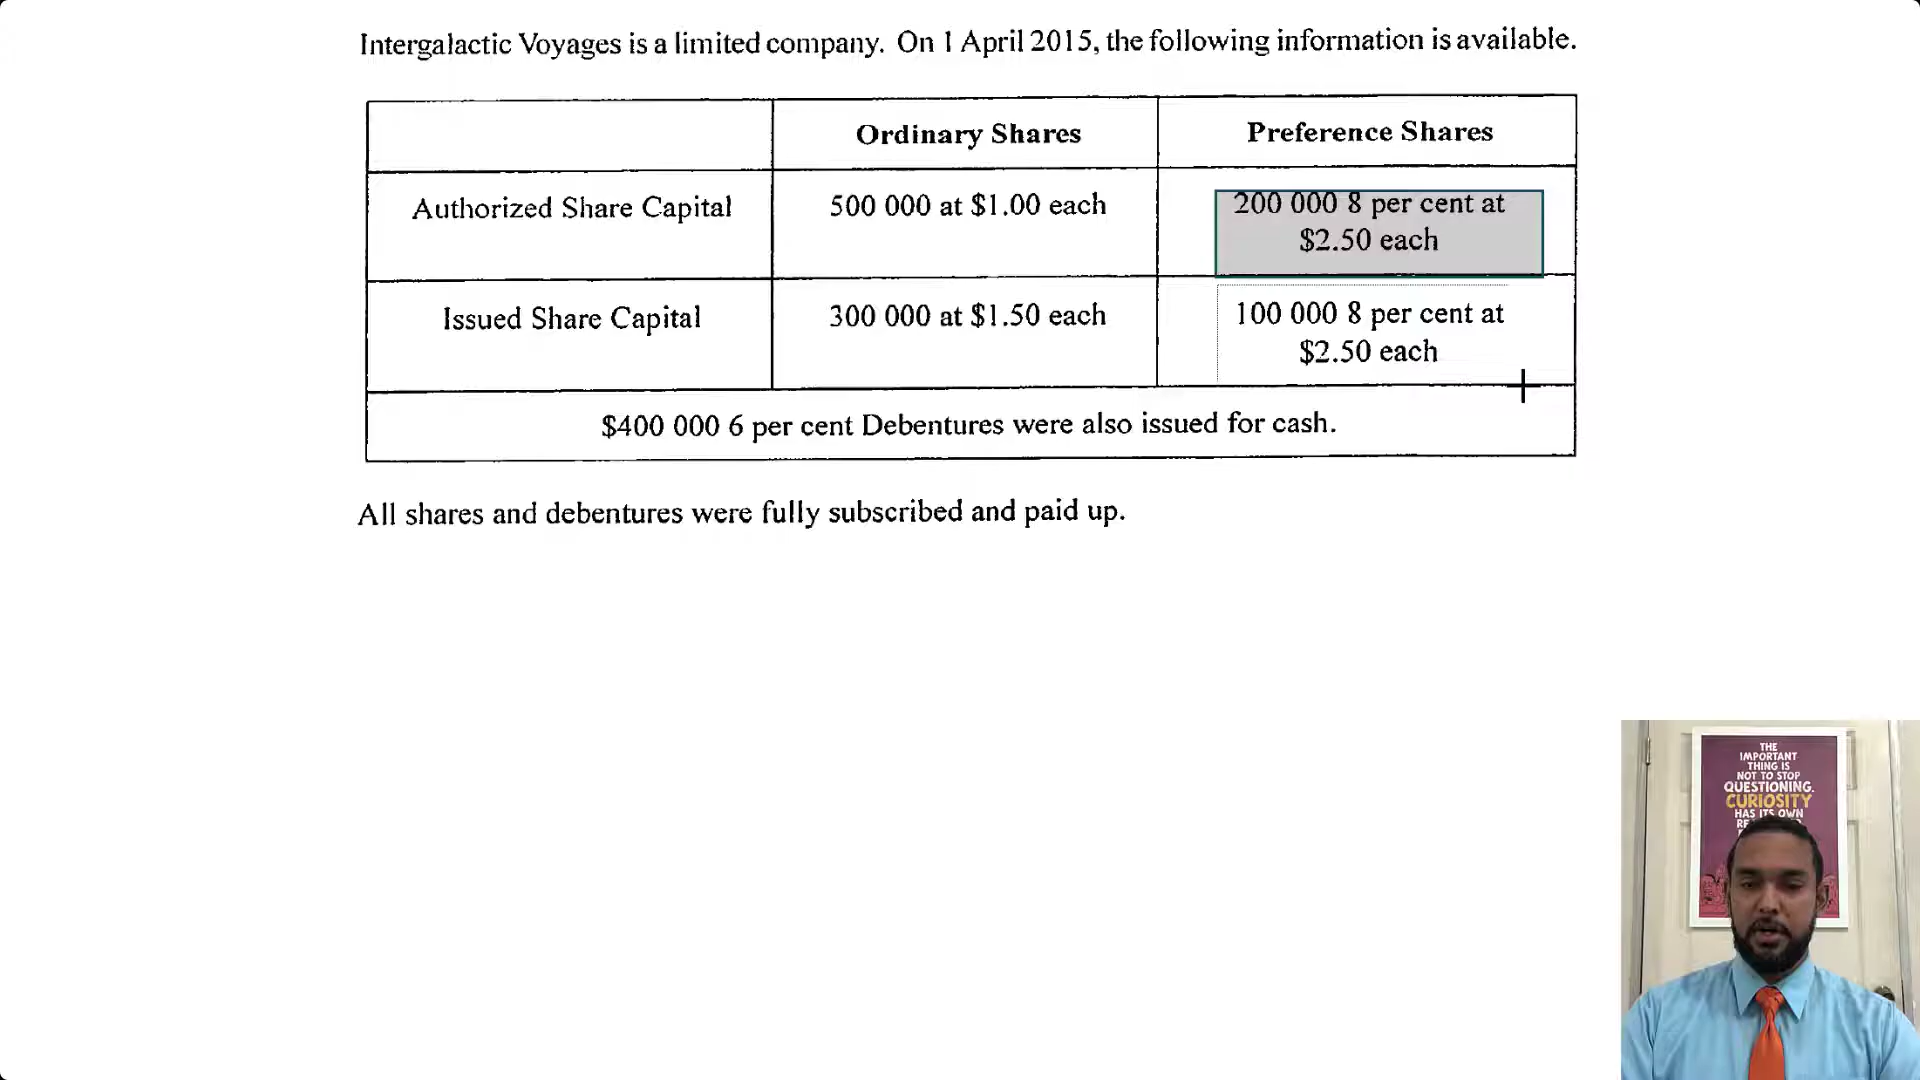 Intergalactic Voyages is a limited company. On 1 April 2015, the following information is available.
Ordinary Shares
Preference Shares
Authorized Share Capital
500 000 at $1.00 each
200 000 8 per cent at
$2.50 each
Issued Share Capital
300 000 at $1.50 each
100 000 8 per cent at
$2.50 each
$400 000 6 per cent Debentures were also issued for cash.
All shares and debentures were fully subscribed and paid up.
THE
IMPORTANT
THING IS
NOT TO STOP
QUESTIONING.
CURIOSITY
HAS ITS OWN